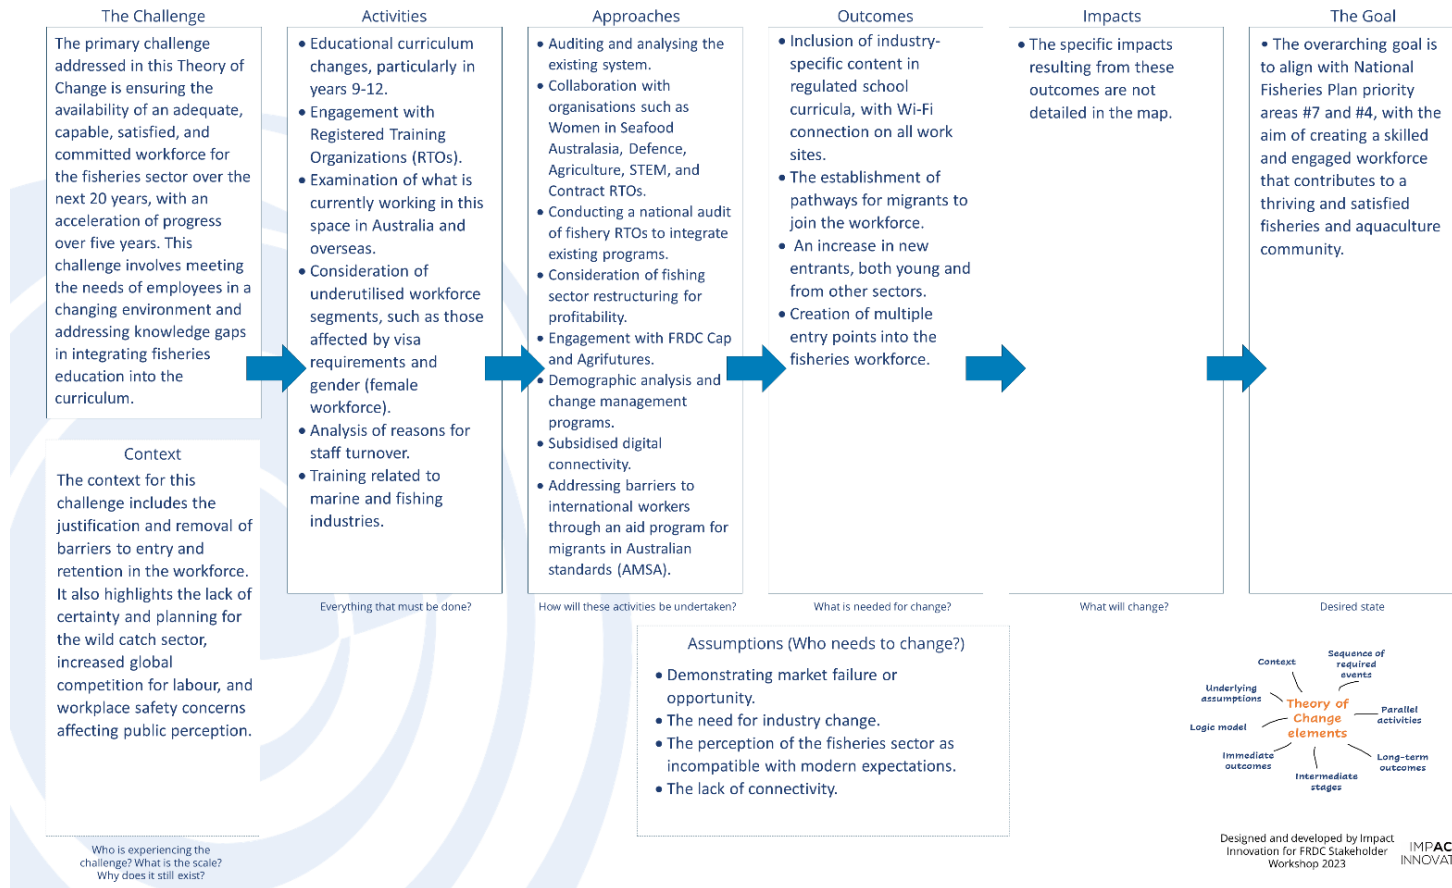 The Challenge
The primary challenge
addressed in this Theory of
Change is ensuring the
availability of an adequate,
capable, satisfied, and
committed workforce for
the fisheries sector over the
next 20 years, with an
acceleration of progress
over five years. This
challenge involves meeting
the needs of employees in a
changing environment and
addressing knowledge gaps
in integrating fisheries
education into the
curriculum.
Context
The context for this
challenge includes the
justification and removal of
barriers to entry and
retention in the workforce.
It also highlights the lack of
certainty and planning for
the wild catch sector,
increased global
competition for labour, and
workplace safety concerns
affecting public perception.
Who is experiencing the
challenge? What is the scale?
Why does it still exist?
Activities
• Educational curriculum
changes, particularly in
years 9-12.
• Engagement with
Registered Training
Organizations (RTOs).
• Examination of what is
currently working in this
space in Australia and
overseas.
• Consideration of
underutilised workforce
segments, such as those
affected by visa
requirements and
gender (female
workforce).
• Analysis of reasons for
staff turnover.
• Training related to
marine and fishing
industries.
Everything that must be done?
Approaches
• Auditing and analysing the
existing system.
• Collaboration with
organisations such as
Women in Seafood
Australasia, Defence,
Agriculture, STEM, and
Contract RTOs.
• Conducting a national audit
of fishery RTOs to integrate
existing programs.
• Consideration of fishing
sector restructuring for
profitability.
• Engagement with FRDC Cap
and Agrifutures.
• Demographic analysis and
change management
programs.
• Subsidised digital
connectivity.
• Addressing barriers to
international workers
through an aid program for
migrants in Australian
standards (AMSA).
How will these activities be undertaken?
Outcomes
• Inclusion of industry-
specific content in
regulated school
curricula, with Wi-Fi
connection on all work
sites.
• The establishment of
pathways for migrants to
join the workforce.
• An increase in new
entrants, both young and
from other sectors.
• Creation of multiple
entry points into the
fisheries workforce.
What is needed for change?
Impacts
• The specific impacts
resulting from these
outcomes are not
detailed in the map.
What will change?
The Goal
• The overarching goal is
to align with National
Fisheries Plan priority
areas #7 and #4, with the
aim of creating a skilled
and engaged workforce
that contributes to a
thriving and satisfied
fisheries and aquaculture
community.
Desired state
Assumptions (Who needs to change?)
• Demonstrating market failure or
opportunity.
• The need for industry change.
• The perception of the fisheries sector as
incompatible with modern expectations.
• The lack of connectivity.
Theory of
Change
elements
Context
Sequence of
required
events
Underlying
assumptions
Parallel
activities
Logic model
Immediate
outcomes
Long-term
outcomes
Intermediate
stages
Designed and developed by Impact
Innovation for FRDC Stakeholder
Workshop 2023
IMPAC
INNOVAT